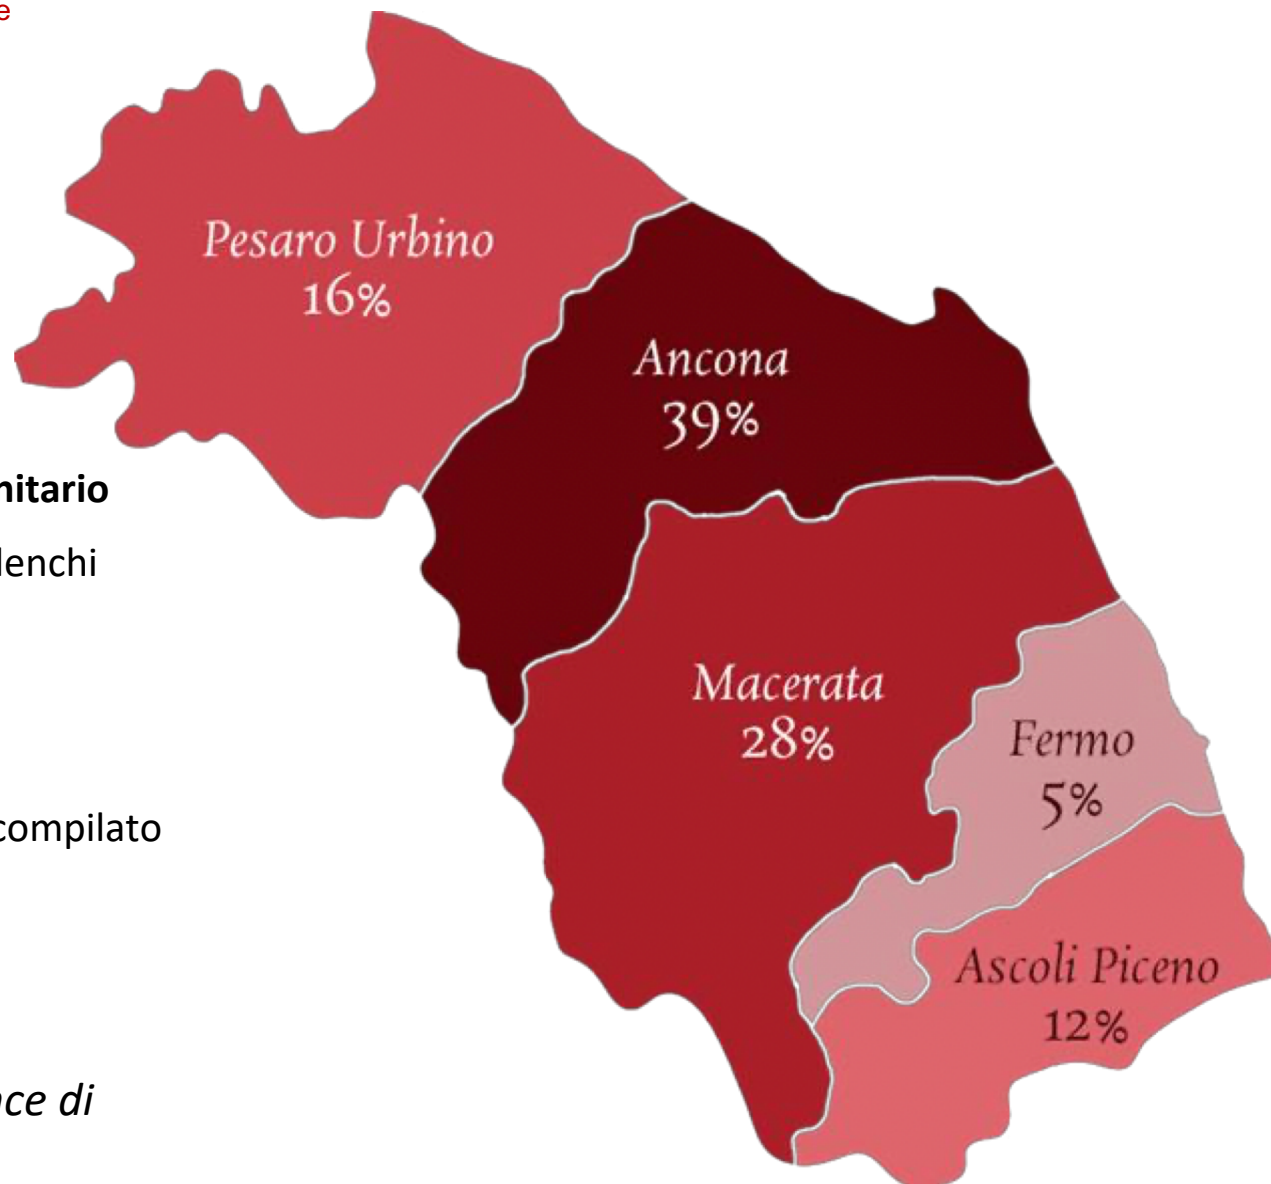 e
Pesaro Urbino
16%
Ancona
39%
nitario
lenchi
Macerata
28%
Fermo
5%
compilato
Ascoli Piceno
12%
ce di